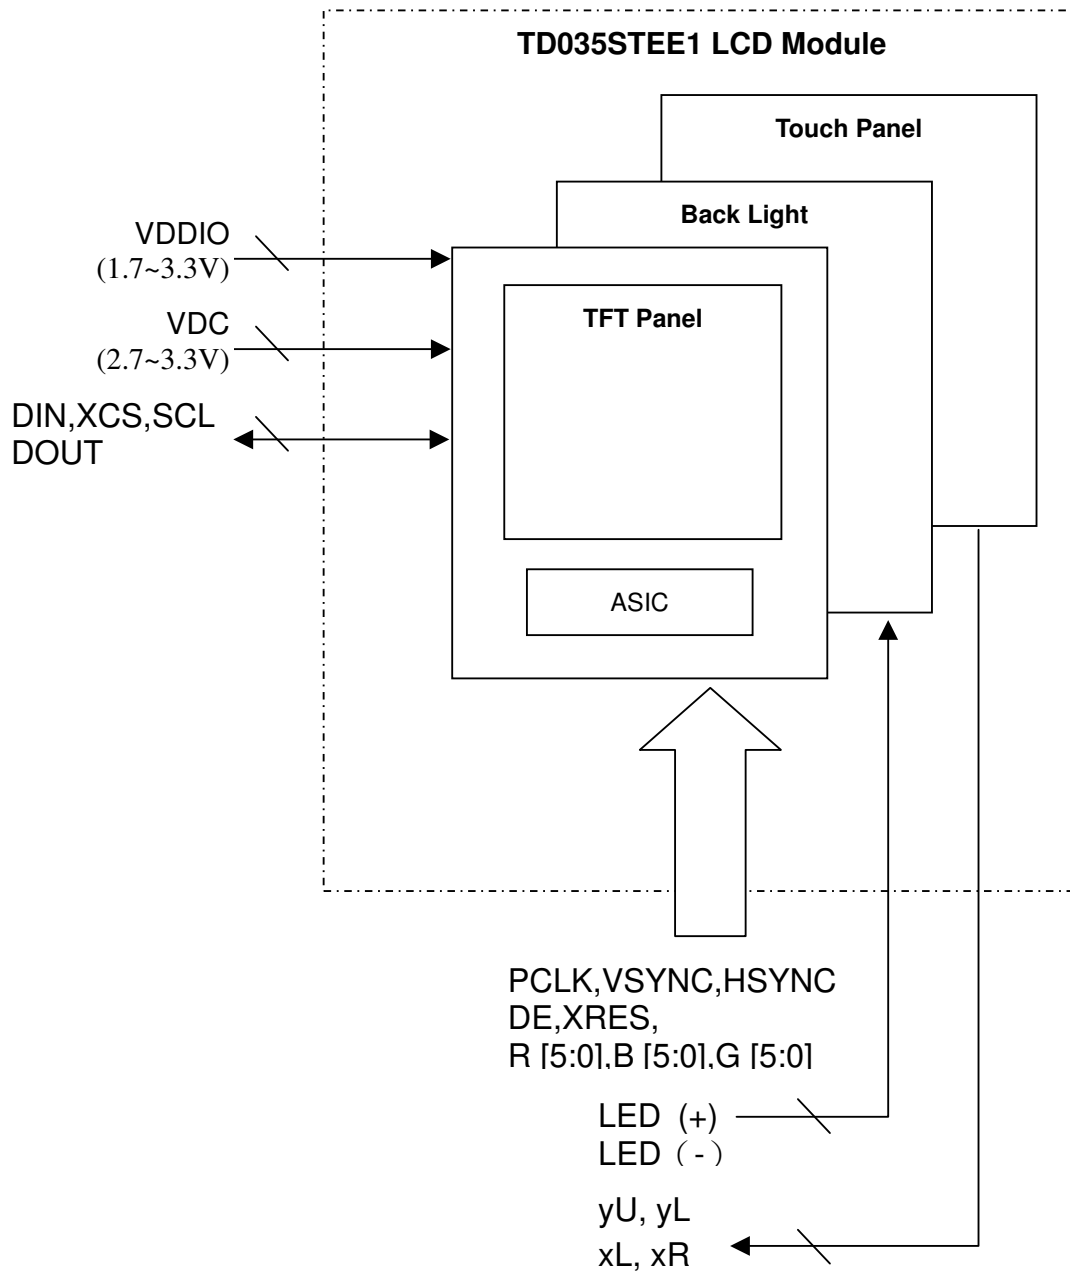 TD035STEE1 LCD Module
Touch Panel
Back Light
VDDIO
(1.7~3.3V)
TFT Panel
VDC
(2.7~3.3V)
DIN,XCS,SCL
DOUT
ASIC
PCLK,VSYNC,HSYNC
DE,XRES,
R [5:0],B [5:0],G [5:0]
LED (+)
LED （-）
yU, yL
xL, xR